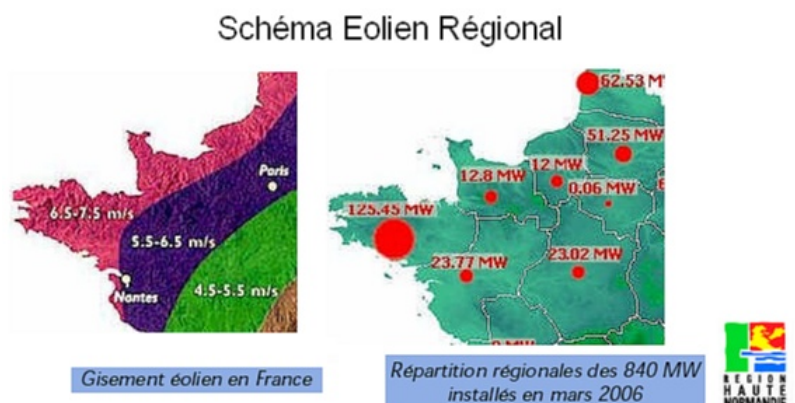 Schéma Eolien Régional
Paris
6.5-7.5 m/s
5.5-6.5 m/s
4.5-5.5 m/s
Nantes
62.53 M
51.25 MW
12 MW
12.8 MW
0.06 MW
125.45 MW
23.77 MW
23.02 MW
0 MW
Gisement éolien en France
Répartition régionales des 840 MW
installés en mars 2006
REGION
HAUTE
NORMANDIE